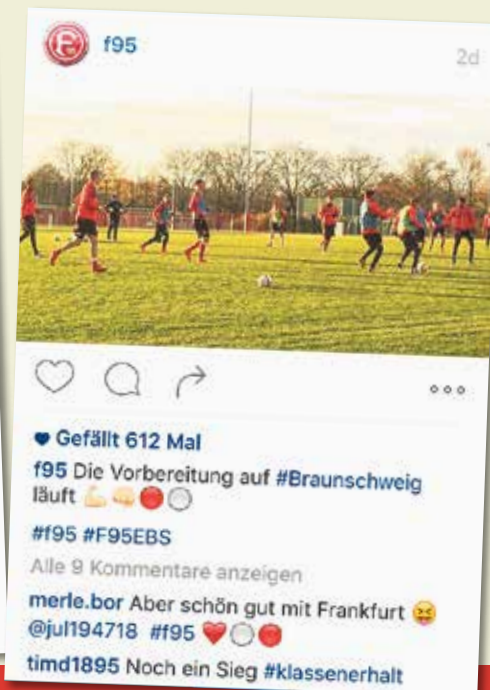 f95
2d
Gefällt 612 Mal
f95 Die Vorbereitung auf #Braunschweig
läuft 💪👊🔴⚪
#f95 #F95EBS
Alle 9 Kommentare anzeigen
merle.bor Aber schön gut mit Frankfurt 😝
@jul194718 #f95 ❤️⚪🔴
timd1895 Noch ein Sieg #klassenerhalt